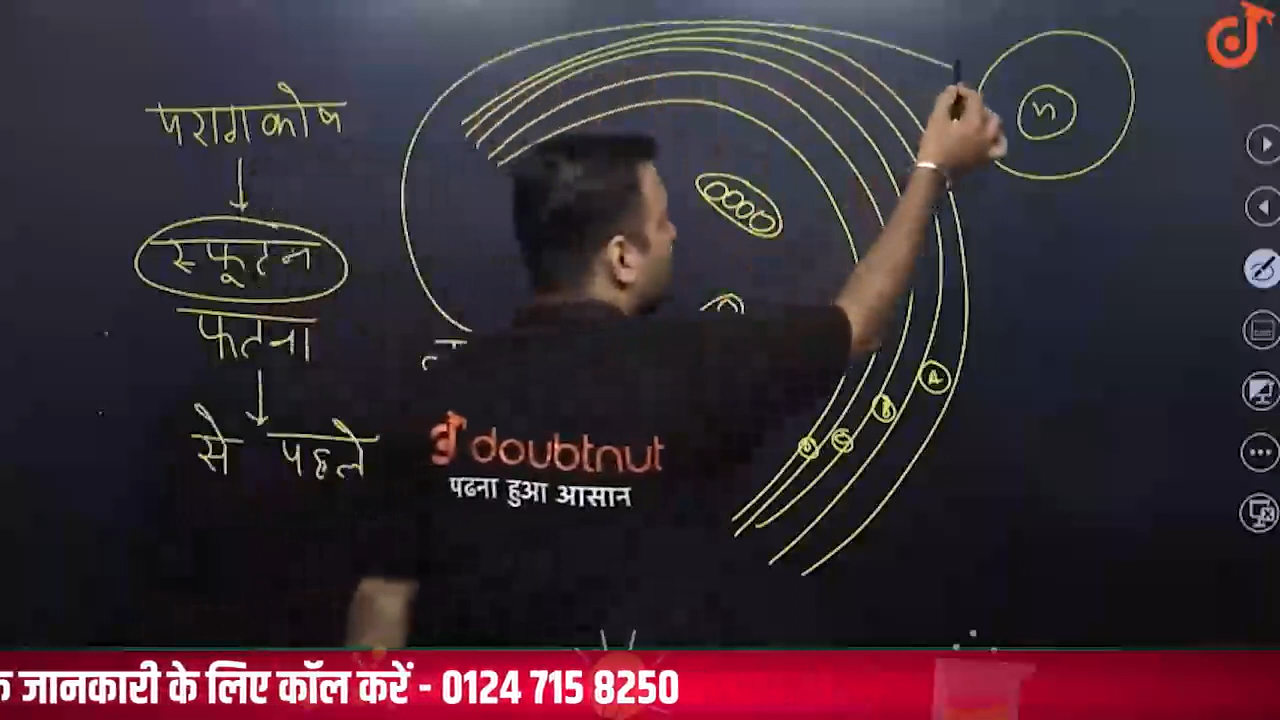 परागकोष
स्फूटन
फटना
से पहले
n
A
B
C
D
doubtnut
पढना हुआ आसान
जानकारी के लिए कॉल करें - 0124 715 8250